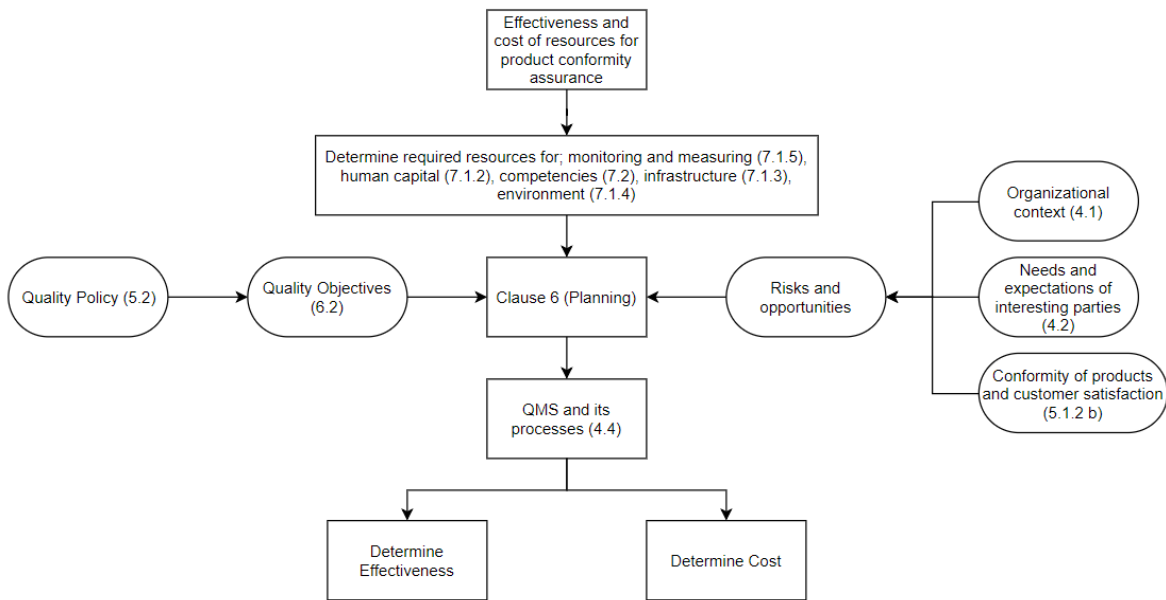 Effectiveness and
cost of resources for
product conformity
assurance
Determine required resources for; monitoring and measuring (7.1.5),
human capital (7.1.2), competencies (7.2), infrastructure (7.1.3),
environment (7.1.4)
Organizational
context (4.1)
Quality Policy (5.2)
Quality Objectives
(6.2)
Clause 6 (Planning)
Risks and
opportunities
Needs and
expectations of
interesting parties
(4.2)
Conformity of products
and customer satisfaction
(5.1.2 b)
QMS and its
processes (4.4)
Determine
Effectiveness
Determine Cost